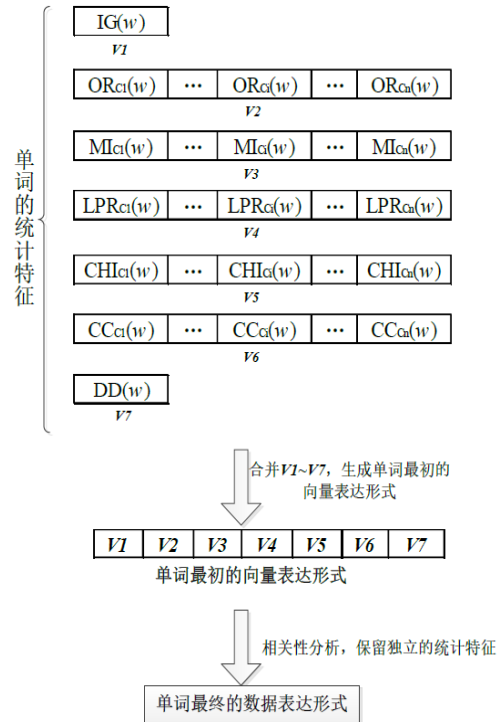 IG(w)
V1
ORC1(w) ··· ORCi(w) ··· ORCn(w)
V2
MIC1(w) ··· MICi(w) ··· MICn(w)
V3
LPRC1(w) ··· LPRCi(w) ··· LPRCn(w)
V4
CHIC1(w) ··· CHICi(w) ··· CHICn(w)
V5
CCC1(w) ··· CCCi(w) ··· CCCn(w)
V6
DD(w)
V7
单词的统计特征
合并V1~V7，生成单词最初的
向量表达形式
V1 V2 V3 V4 V5 V6 V7
单词最初的向量表达形式
相关性分析，保留独立的统计特征
单词最终的数据表达形式